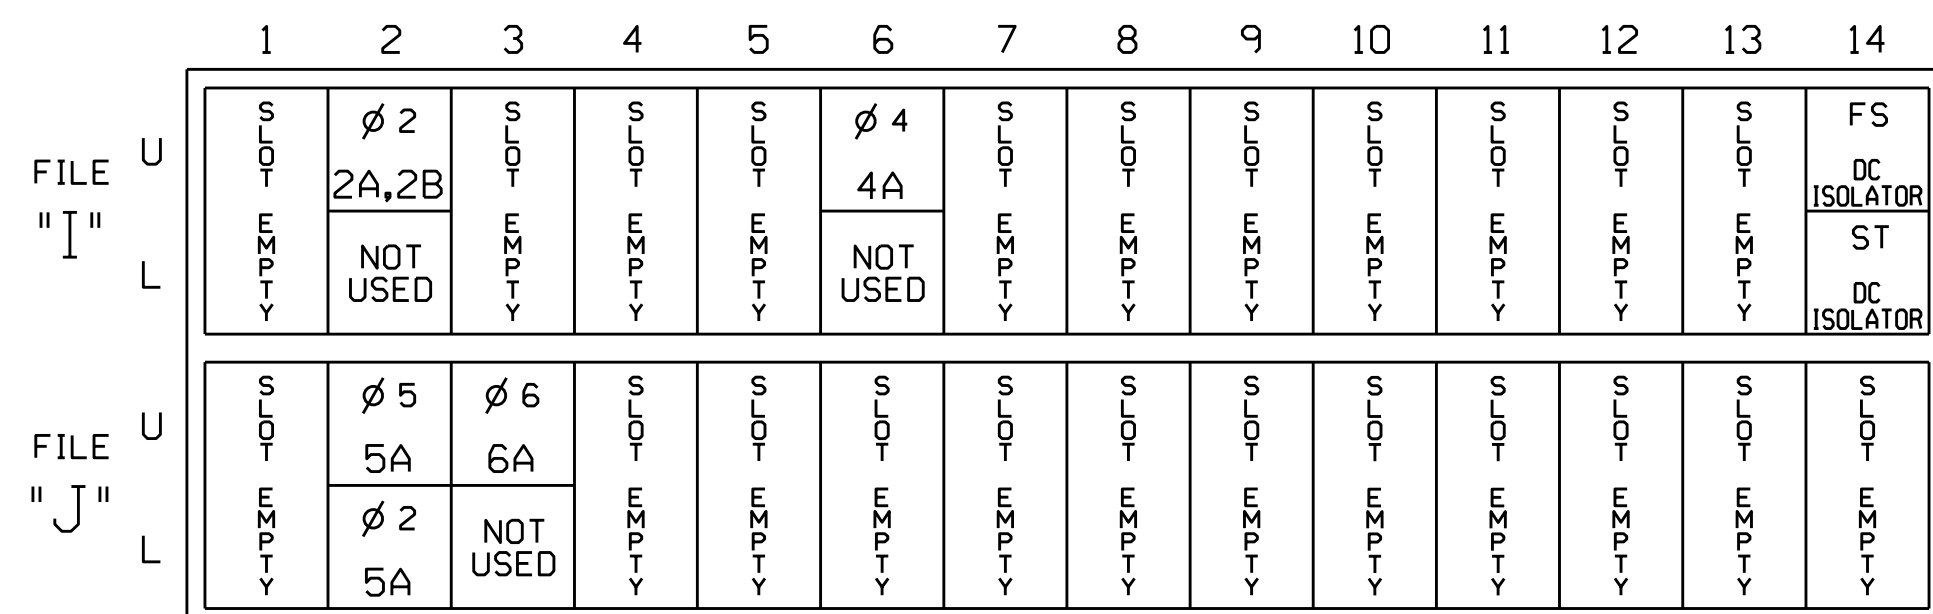 1 2 3 4 5 6 7 8 9 10 11 12 13 14
FILE "I"
U
L
SLOT EMPTY
Ø 2
2A,2B
NOT USED
SLOT EMPTY
SLOT EMPTY
SLOT EMPTY
Ø 4
4A
NOT USED
SLOT EMPTY
SLOT EMPTY
SLOT EMPTY
SLOT EMPTY
SLOT EMPTY
SLOT EMPTY
SLOT EMPTY
FS
DC
ISOLATOR
ST
DC
ISOLATOR
FILE "J"
U
L
SLOT EMPTY
Ø 5
5A
Ø 2
5A
Ø 6
6A
NOT USED
SLOT EMPTY
SLOT EMPTY
SLOT EMPTY
SLOT EMPTY
SLOT EMPTY
SLOT EMPTY
SLOT EMPTY
SLOT EMPTY
SLOT EMPTY
SLOT EMPTY
SLOT EMPTY